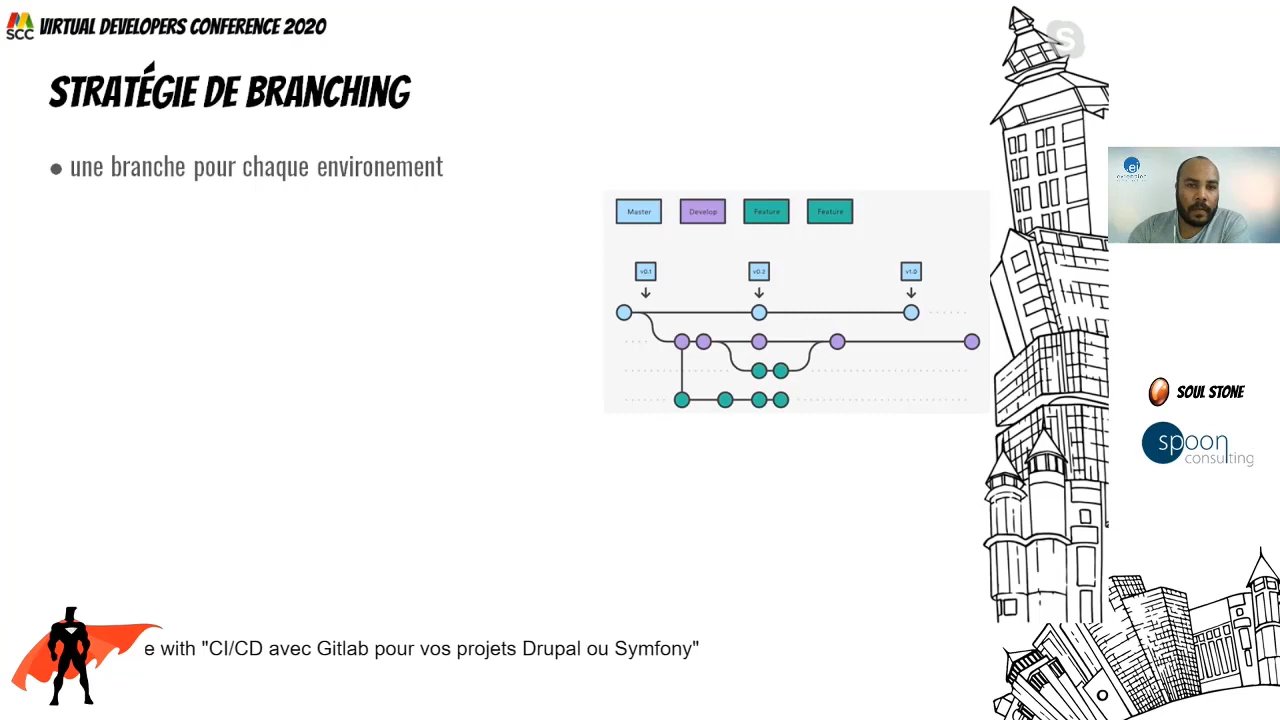 SCC VIRTUAL DEVELOPERS CONFERENCE 2020
STRATÉGIE DE BRANCHING
● une branche pour chaque environement
Master Develop Feature Feature
v0.1 v0.2 v1.0
S
ej
SOUL STONE
spoon
consulting
e with "CI/CD avec Gitlab pour vos projets Drupal ou Symfony"